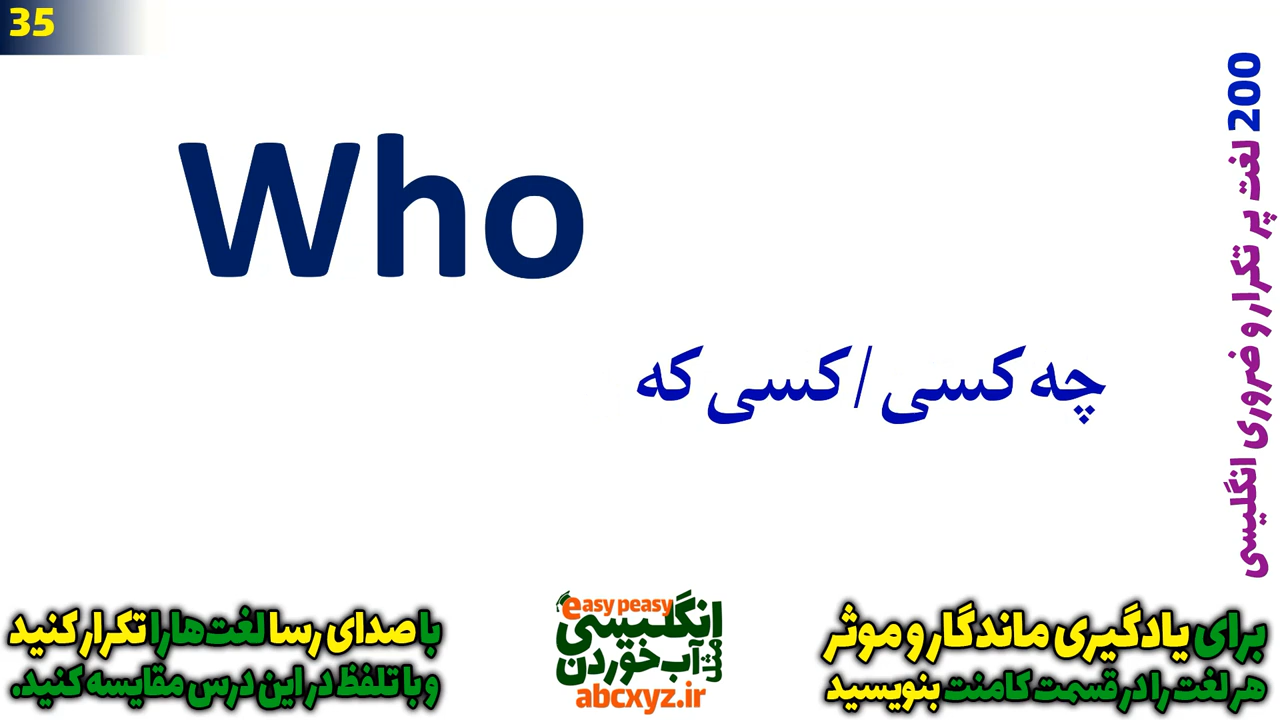 35
Who
چه کسی / کسی که
200 لغت پر تکرار و ضروری انگلیسی
برای یادگیری ماندگار و موثر
هر لغت را در قسمت کامنت بنویسید
easy peasy
انگلیسی
مثل آب خوردن
abcxyz.ir
با صدای رسا لغت‌ها را تکرار کنید
و با تلفظ در این درس مقایسه کنید.